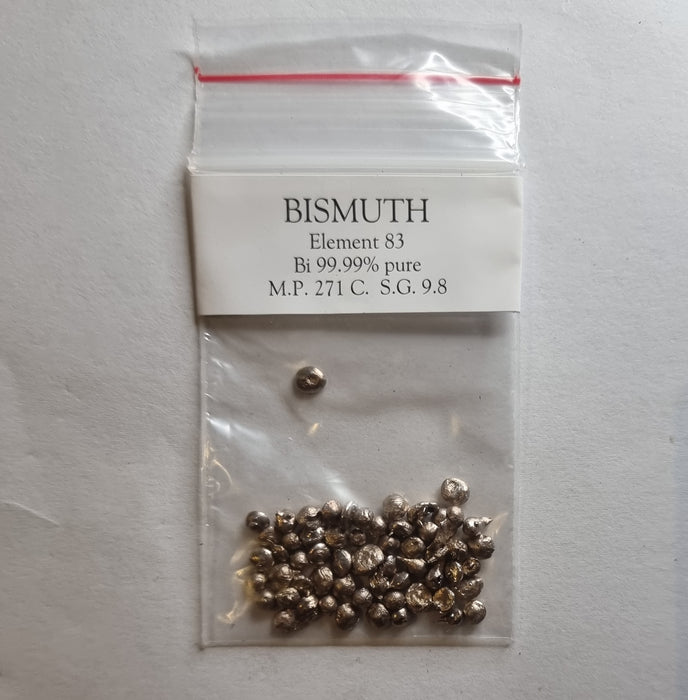 BISMUTH
Element 83
Bi 99.99% pure
M.P. 271 C. S.G. 9.8